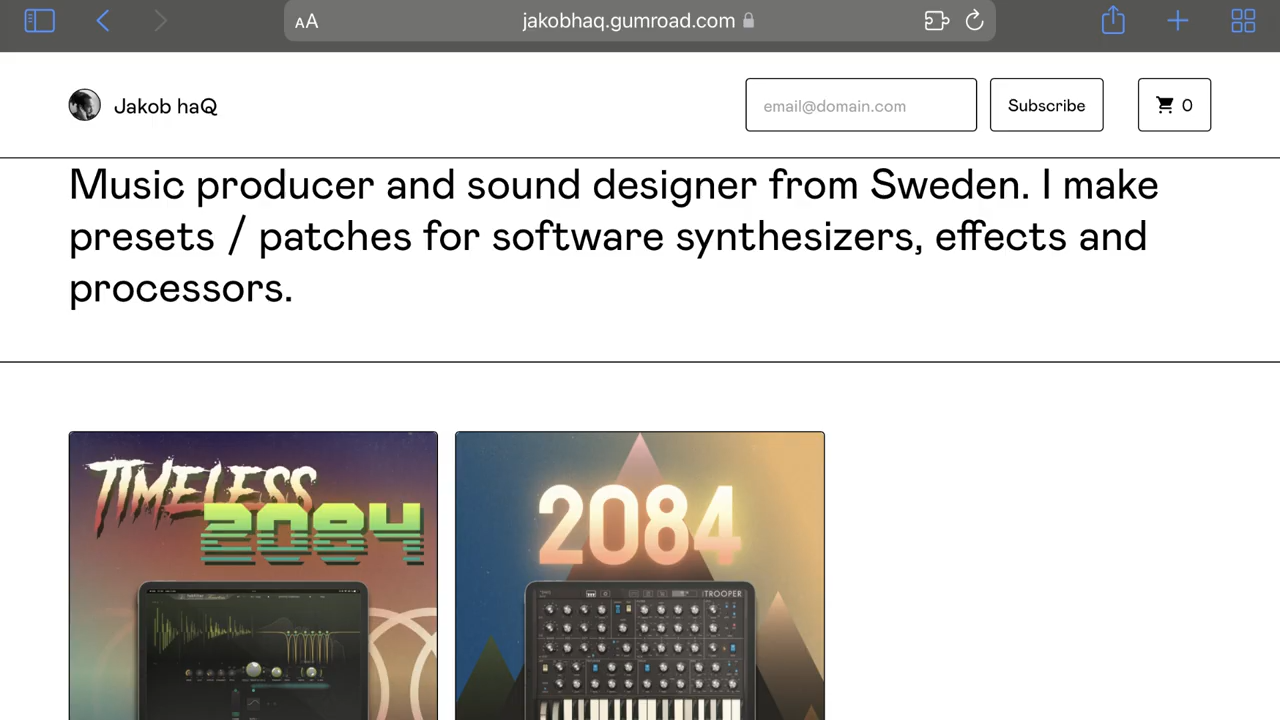 AA
jakobhaq.gumroad.com
Jakob haQ
email@domain.com
Subscribe
0
Music producer and sound designer from Sweden. I make
presets / patches for software synthesizers, effects and
processors.
TIMELESS
2084
2084
TROOPER